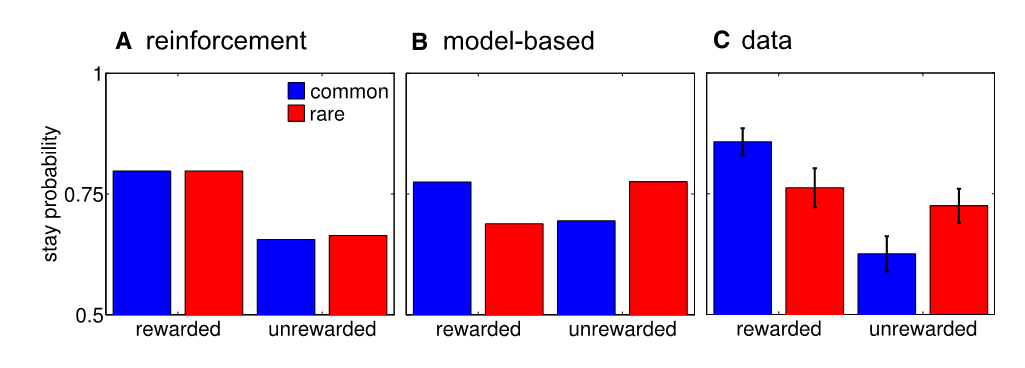 A reinforcement
B model-based
C data
stay probability
1
0.75
0.5
common
rare
rewarded
unrewarded
rewarded
unrewarded
rewarded
unrewarded